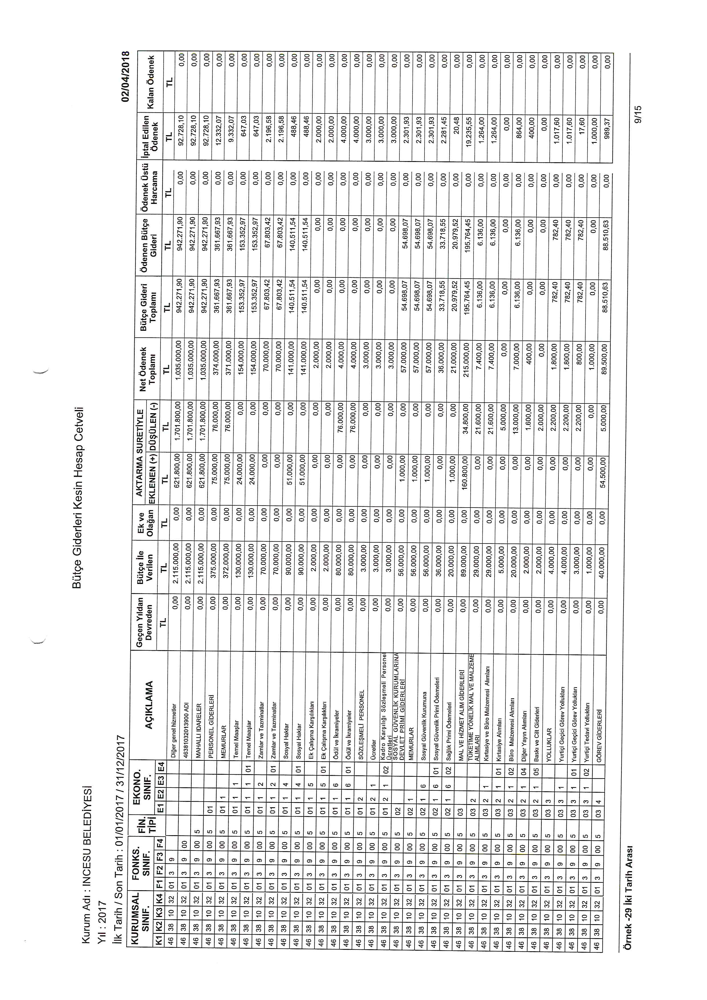 02/04/2018
Bütçe Giderleri Kesin Hesap Cetveli
Kurum Adı : INCESU BELEDİYESİ
Yıl : 2017
İlk Tarih / Son Tarih : 01/01/2017 / 31/12/2017
KURUMSAL SINIF. FONKS. SINIF. FİN. TİPİ EKONO. SINIF. AÇIKLAMA Geçen Yıldan Devreden Bütçe İle Verilen Ek ve Olağan AKTARMA SURETİYLE Net Ödenek Toplamı Bütçe Gideri Toplamı Ödenen Bütçe Gideri Ödenek Üstü Harcama İptal Edilen Ödenek Kalan Ödenek
EKLENEN (+) DÜŞÜLEN (-)
K1 K2 K3 K4 F1 F2 F3 F4 E1 E2 E3 E4 TL TL TL TL TL TL TL TL TL TL TL
46 38 10 32 01 3 9 Diğer genel hizmetler 0,00 2.115.000,00 0,00 621.800,00 1.701.800,00 1.035.000,00 942.271,90 942.271,90 0,00 92.728,10 0,00
46 38 10 32 01 3 9 00 46381032013900 ADI 0,00 2.115.000,00 0,00 621.800,00 1.701.800,00 1.035.000,00 942.271,90 942.271,90 0,00 92.728,10 0,00
46 38 10 32 01 3 9 00 5 MAHALLI IDARELER 0,00 2.115.000,00 0,00 621.800,00 1.701.800,00 1.035.000,00 942.271,90 942.271,90 0,00 92.728,10 0,00
46 38 10 32 01 3 9 00 5 01 PERSONEL GİDERLERİ 0,00 375.000,00 0,00 75.000,00 76.000,00 374.000,00 361.667,93 361.667,93 0,00 12.332,07 0,00
46 38 10 32 01 3 9 00 5 01 1 MEMURLAR 0,00 372.000,00 0,00 75.000,00 76.000,00 371.000,00 361.667,93 361.667,93 0,00 9.332,07 0,00
46 38 10 32 01 3 9 00 5 01 1 1 Temel Maaşlar 0,00 130.000,00 0,00 24.000,00 0,00 154.000,00 153.352,97 153.352,97 0,00 647,03 0,00
46 38 10 32 01 3 9 00 5 01 1 1 01 Temel Maaşlar 0,00 130.000,00 0,00 24.000,00 0,00 154.000,00 153.352,97 153.352,97 0,00 647,03 0,00
46 38 10 32 01 3 9 00 5 01 1 2 Zamlar ve Tazminatlar 0,00 70.000,00 0,00 0,00 0,00 70.000,00 67.803,42 67.803,42 0,00 2.196,58 0,00
46 38 10 32 01 3 9 00 5 01 1 2 01 Zamlar ve Tazminatlar 0,00 70.000,00 0,00 0,00 0,00 70.000,00 67.803,42 67.803,42 0,00 2.196,58 0,00
46 38 10 32 01 3 9 00 5 01 1 4 Sosyal Haklar 0,00 90.000,00 0,00 51.000,00 0,00 141.000,00 140.511,54 140.511,54 0,00 488,46 0,00
46 38 10 32 01 3 9 00 5 01 1 4 01 Sosyal Haklar 0,00 90.000,00 0,00 51.000,00 0,00 141.000,00 140.511,54 140.511,54 0,00 488,46 0,00
46 38 10 32 01 3 9 00 5 01 1 5 Ek Çalışma Karşılıkları 0,00 2.000,00 0,00 0,00 0,00 2.000,00 0,00 0,00 0,00 2.000,00 0,00
46 38 10 32 01 3 9 00 5 01 1 5 01 Ek Çalışma Karşılıkları 0,00 2.000,00 0,00 0,00 0,00 2.000,00 0,00 0,00 0,00 2.000,00 0,00
46 38 10 32 01 3 9 00 5 01 1 6 Ödül ve İkramiyeler 0,00 80.000,00 0,00 0,00 76.000,00 4.000,00 0,00 0,00 0,00 4.000,00 0,00
46 38 10 32 01 3 9 00 5 01 1 6 01 Ödül ve İkramiyeler 0,00 80.000,00 0,00 0,00 76.000,00 4.000,00 0,00 0,00 0,00 4.000,00 0,00
46 38 10 32 01 3 9 00 5 01 2 SÖZLEŞMELİ PERSONEL 0,00 3.000,00 0,00 0,00 0,00 3.000,00 0,00 0,00 0,00 3.000,00 0,00
46 38 10 32 01 3 9 00 5 01 2 1 Ücretler 0,00 3.000,00 0,00 0,00 0,00 3.000,00 0,00 0,00 0,00 3.000,00 0,00
46 38 10 32 01 3 9 00 5 01 2 1 02 Kadro Karşılığı Sözleşmeli Personel Ücretleri 0,00 3.000,00 0,00 0,00 0,00 3.000,00 0,00 0,00 0,00 3.000,00 0,00
46 38 10 32 01 3 9 00 5 02 SOSYAL GÜVENLİK KURUMLARINA DEVLET PRİMİ GİDERLERİ 0,00 56.000,00 0,00 1.000,00 0,00 57.000,00 54.698,07 54.698,07 0,00 2.301,93 0,00
46 38 10 32 01 3 9 00 5 02 1 MEMURLAR 0,00 56.000,00 0,00 1.000,00 0,00 57.000,00 54.698,07 54.698,07 0,00 2.301,93 0,00
46 38 10 32 01 3 9 00 5 02 1 6 Sosyal Güvenlik Kurumuna 0,00 56.000,00 0,00 1.000,00 0,00 57.000,00 54.698,07 54.698,07 0,00 2.301,93 0,00
46 38 10 32 01 3 9 00 5 02 1 6 01 Sosyal Güvenlik Primi Ödemeleri 0,00 36.000,00 0,00 0,00 0,00 36.000,00 33.718,55 33.718,55 0,00 2.281,45 0,00
46 38 10 32 01 3 9 00 5 02 1 6 02 Sağlık Primi Ödemeleri 0,00 20.000,00 0,00 1.000,00 0,00 21.000,00 20.979,52 20.979,52 0,00 20,48 0,00
46 38 10 32 01 3 9 00 5 03 MAL VE HİZMET ALIM GİDERLERİ 0,00 89.000,00 0,00 160.800,00 34.800,00 215.000,00 195.764,45 195.764,45 0,00 19.235,55 0,00
46 38 10 32 01 3 9 00 5 03 2 TÜKETİME YÖNELİK MAL VE MALZEME ALIMLARI 0,00 29.000,00 0,00 0,00 21.600,00 7.400,00 6.136,00 6.136,00 0,00 1.264,00 0,00
46 38 10 32 01 3 9 00 5 03 2 1 Kırtasiye ve Büro Malzemesi Alımları 0,00 29.000,00 0,00 0,00 21.600,00 7.400,00 6.136,00 6.136,00 0,00 1.264,00 0,00
46 38 10 32 01 3 9 00 5 03 2 1 01 Kırtasiye Alımları 0,00 5.000,00 0,00 0,00 5.000,00 0,00 0,00 0,00 0,00 0,00 0,00
46 38 10 32 01 3 9 00 5 03 2 1 02 Büro Malzemesi Alımları 0,00 20.000,00 0,00 0,00 13.000,00 7.000,00 6.136,00 6.136,00 0,00 864,00 0,00
46 38 10 32 01 3 9 00 5 03 2 1 04 Diğer Yayın Alımları 0,00 2.000,00 0,00 0,00 1.600,00 400,00 0,00 0,00 0,00 400,00 0,00
46 38 10 32 01 3 9 00 5 03 2 1 05 Baskı ve Cilt Giderleri 0,00 2.000,00 0,00 0,00 2.000,00 0,00 0,00 0,00 0,00 0,00 0,00
46 38 10 32 01 3 9 00 5 03 3 YOLLUKLAR 0,00 4.000,00 0,00 0,00 2.200,00 1.800,00 782,40 782,40 0,00 1.017,60 0,00
46 38 10 32 01 3 9 00 5 03 3 1 Yurtiçi Geçici Görev Yollukları 0,00 4.000,00 0,00 0,00 2.200,00 1.800,00 782,40 782,40 0,00 1.017,60 0,00
46 38 10 32 01 3 9 00 5 03 3 1 01 Yurtiçi Geçici Görev Yollukları 0,00 3.000,00 0,00 0,00 2.200,00 800,00 782,40 782,40 0,00 17,60 0,00
46 38 10 32 01 3 9 00 5 03 3 1 02 Yurtiçi Tedavi Yollukları 0,00 1.000,00 0,00 0,00 0,00 1.000,00 0,00 0,00 0,00 1.000,00 0,00
46 38 10 32 01 3 9 00 5 03 4 GÖREV GİDERLERİ 0,00 40.000,00 0,00 54.500,00 5.000,00 89.500,00 88.510,63 88.510,63 0,00 989,37 0,00
Örnek -29 İki Tarih Arası
9/15